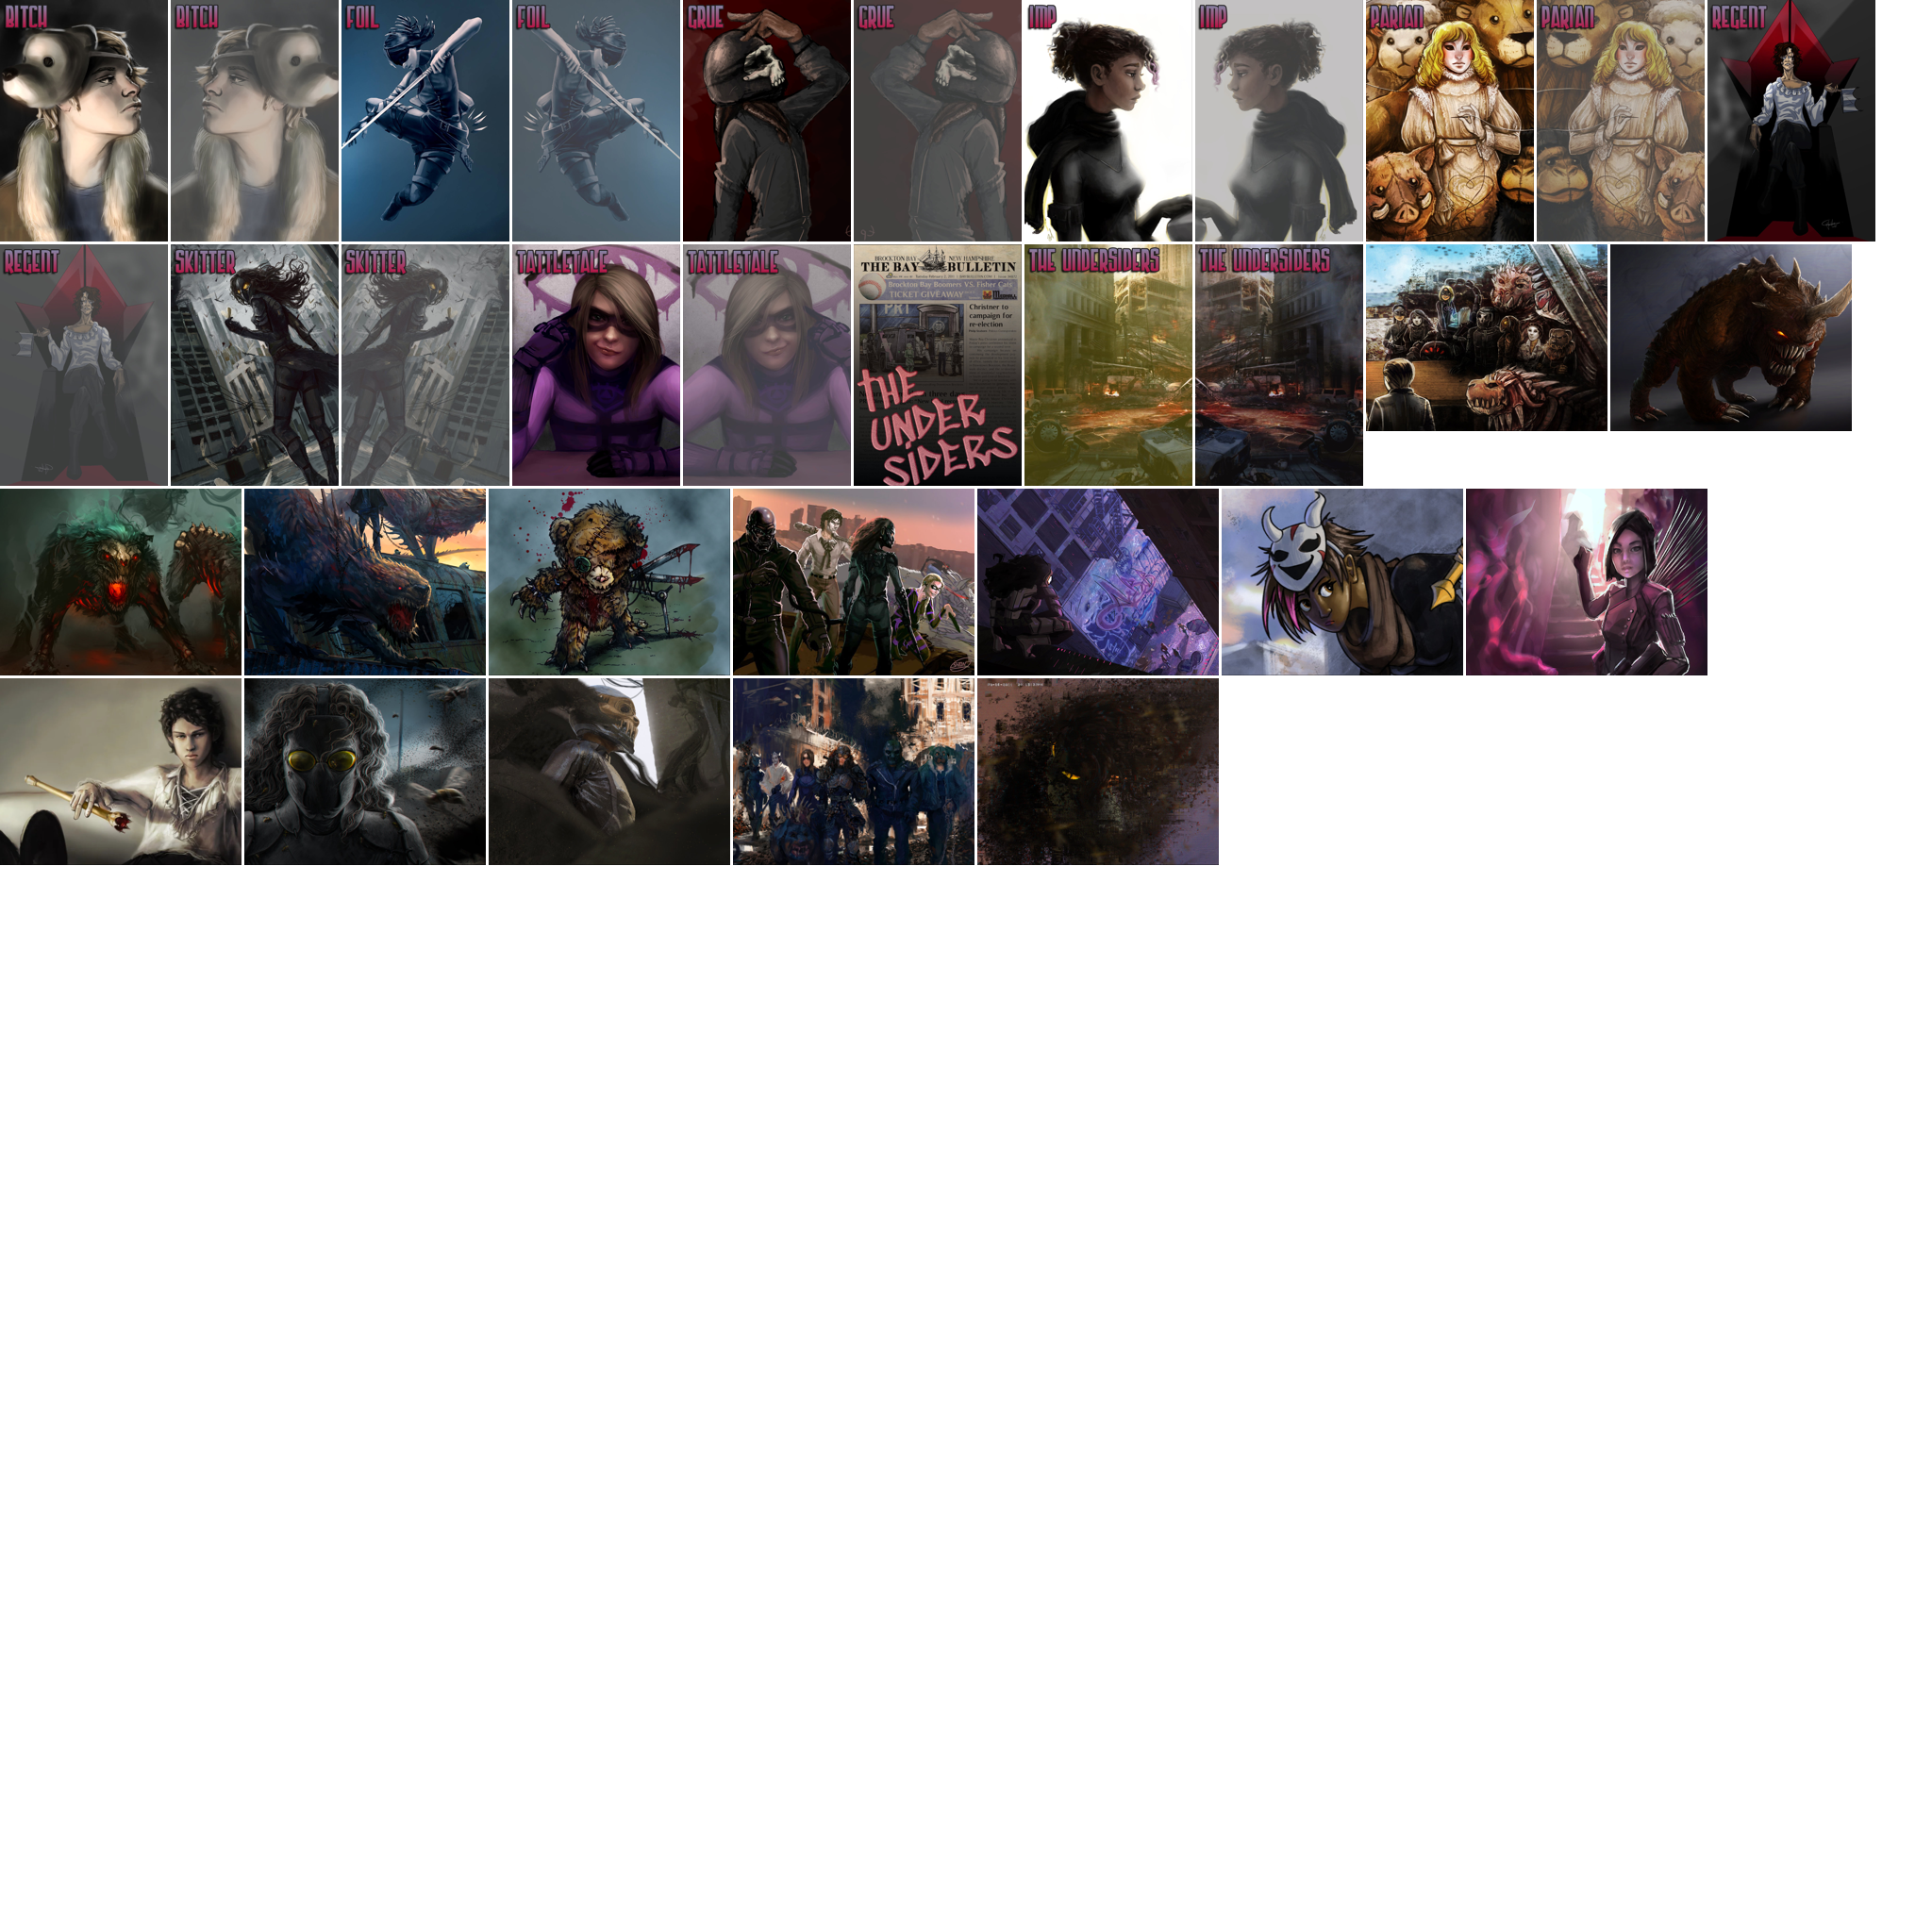 BITCH
BITCH
FOIL
FOIL
GRUE
GRUE
IMP
IMP
PARIAN
PARIAN
REGENT
REGENT
SKITTER
SKITTER
TATTLETALE
TATTLETALE
BROCKTON BAY NEW HAMPSHIRE
THE BAY BULLETIN
Brockton Bay Boomers VS. Fisher Cats
TICKET GIVEAWAY
PRT
Christner to
campaign for
re-election
THE
UNDER
SIDERS
THE UNDERSIDERS
THE UNDERSIDERS